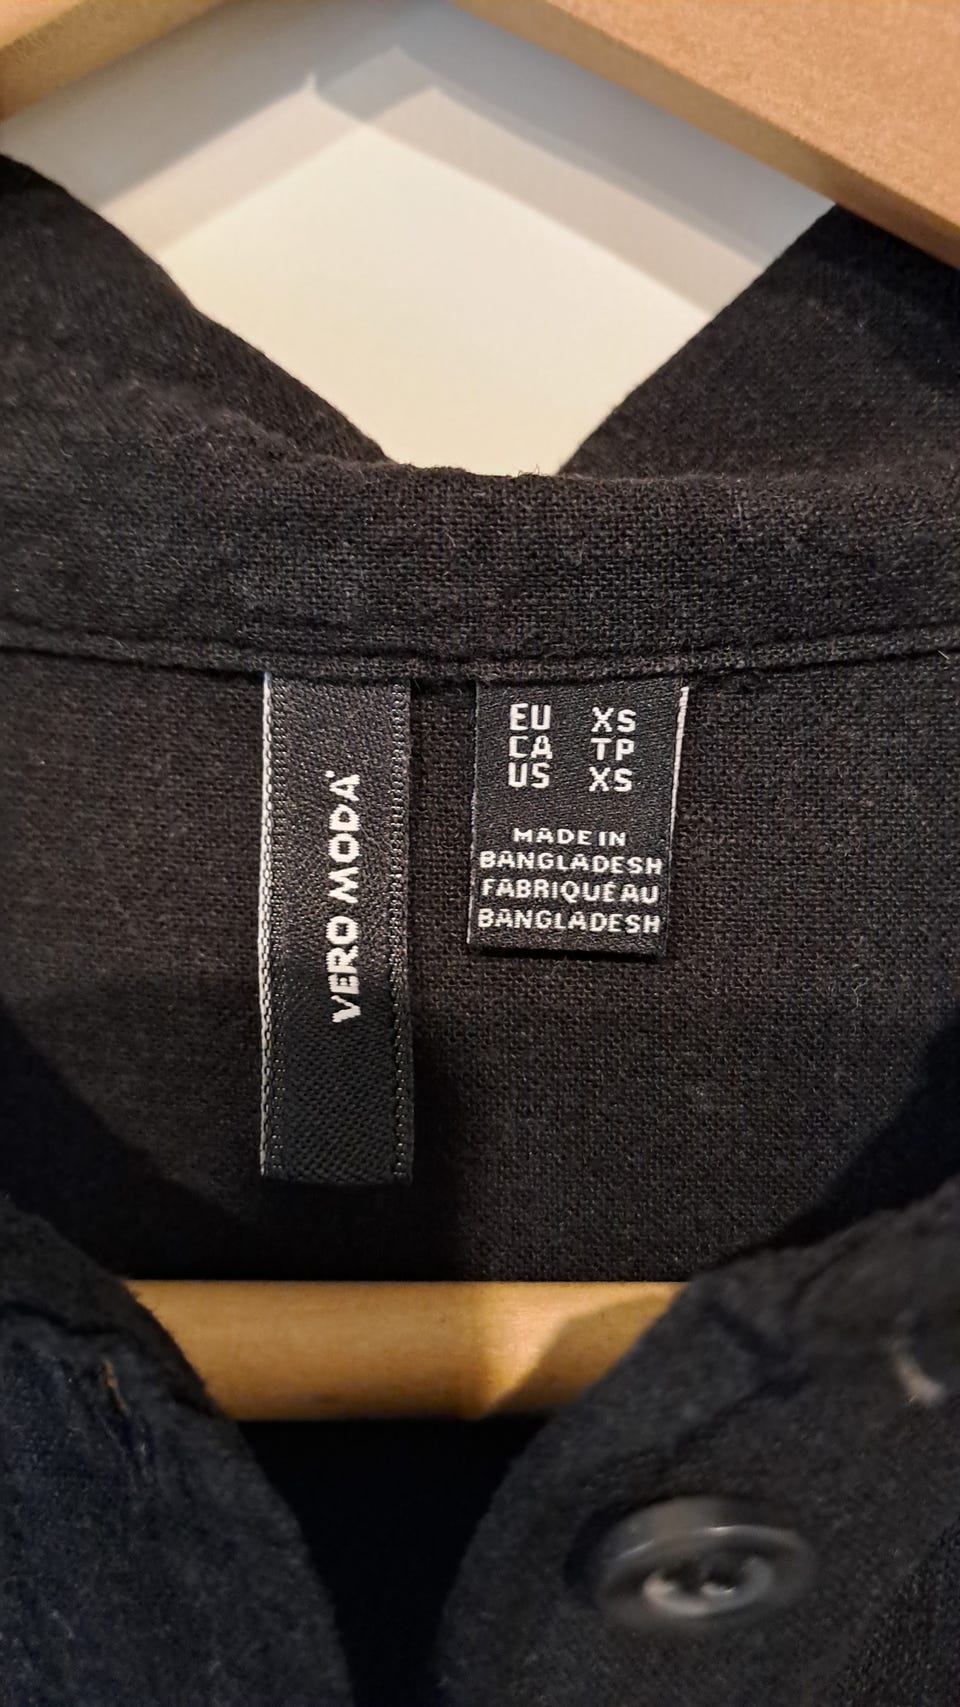 VERO MODA
EU XS
CA TP
US XS
MADE IN
BANGLADESH
FABRIQUÉ AU
BANGLADESH